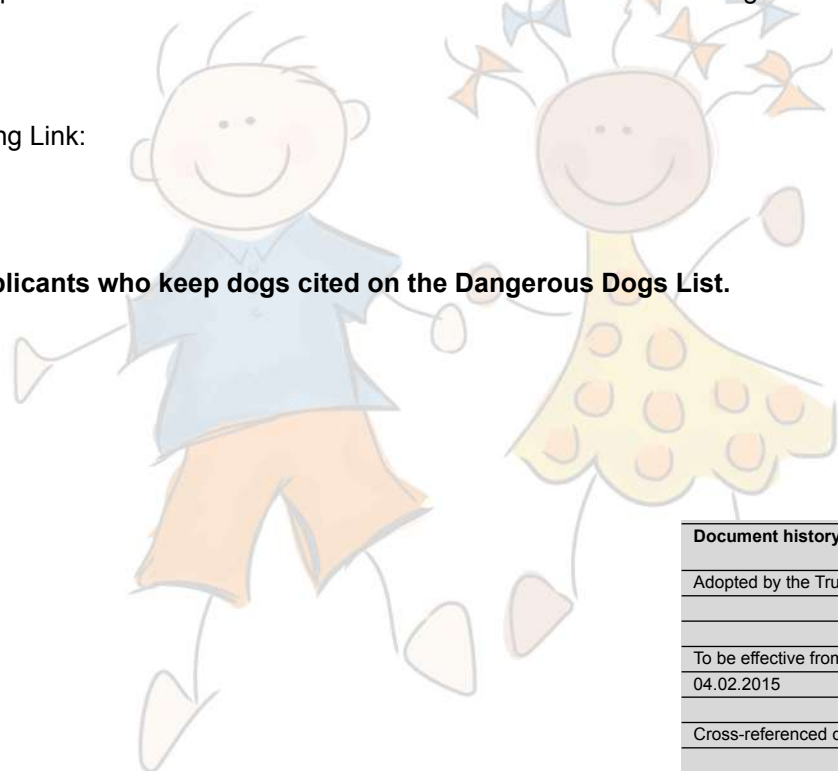 ng Link:
plicants who keep dogs cited on the Dangerous Dogs List.
Document history
Adopted by the Tru
To be effective from
04.02.2015
Cross-referenced d